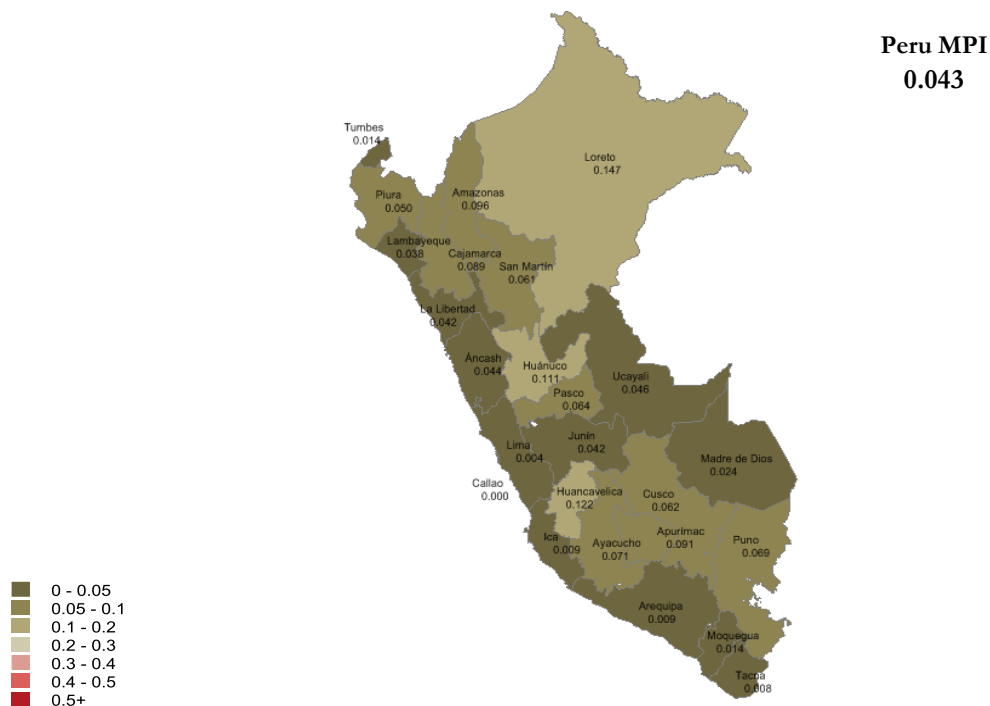 Peru MPI
0.043
Tumbes
0.014
Loreto
0.147
Piura
0.050
Amazonas
0.096
Lambayeque
0.038
Cajamarca
0.089
San Martín
0.061
La Libertad
0.042
Áncash
0.044
Huánuco
0.111
Ucayali
0.046
Pasco
0.064
Lima
0.004
Junín
0.042
Madre de Dios
0.024
Callao
0.000
Huancavelica
0.122
Cusco
0.062
Ica
0.009
Ayacucho
0.071
Apurímac
0.091
Puno
0.069
Arequipa
0.009
Moquegua
0.014
Tacna
0.008
0 - 0.05
0.05 - 0.1
0.1 - 0.2
0.2 - 0.3
0.3 - 0.4
0.4 - 0.5
0.5+